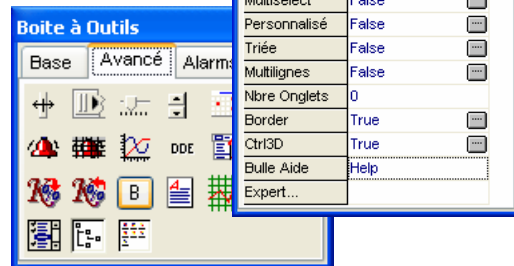 Boite à Outils
Base Avancé Alarms
DDE
B
Multiselect False
Personnalisé False
Triée False
Multilignes False
Nbre Onglets 0
Border True
Ctrl3D True
Bulle Aide Help
Expert...